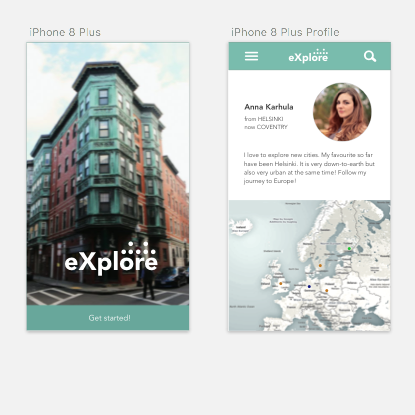 iPhone 8 Plus
eXplore
Get started!
iPhone 8 Plus Profile
eXplore
Anna Karhula
from HELSINKI
now COVENTRY
I love to explore new cities. My favourite so far
have been Helsinki. It is very down-to-earth but
also very urban at the same time! Follow my
journey to Europe!